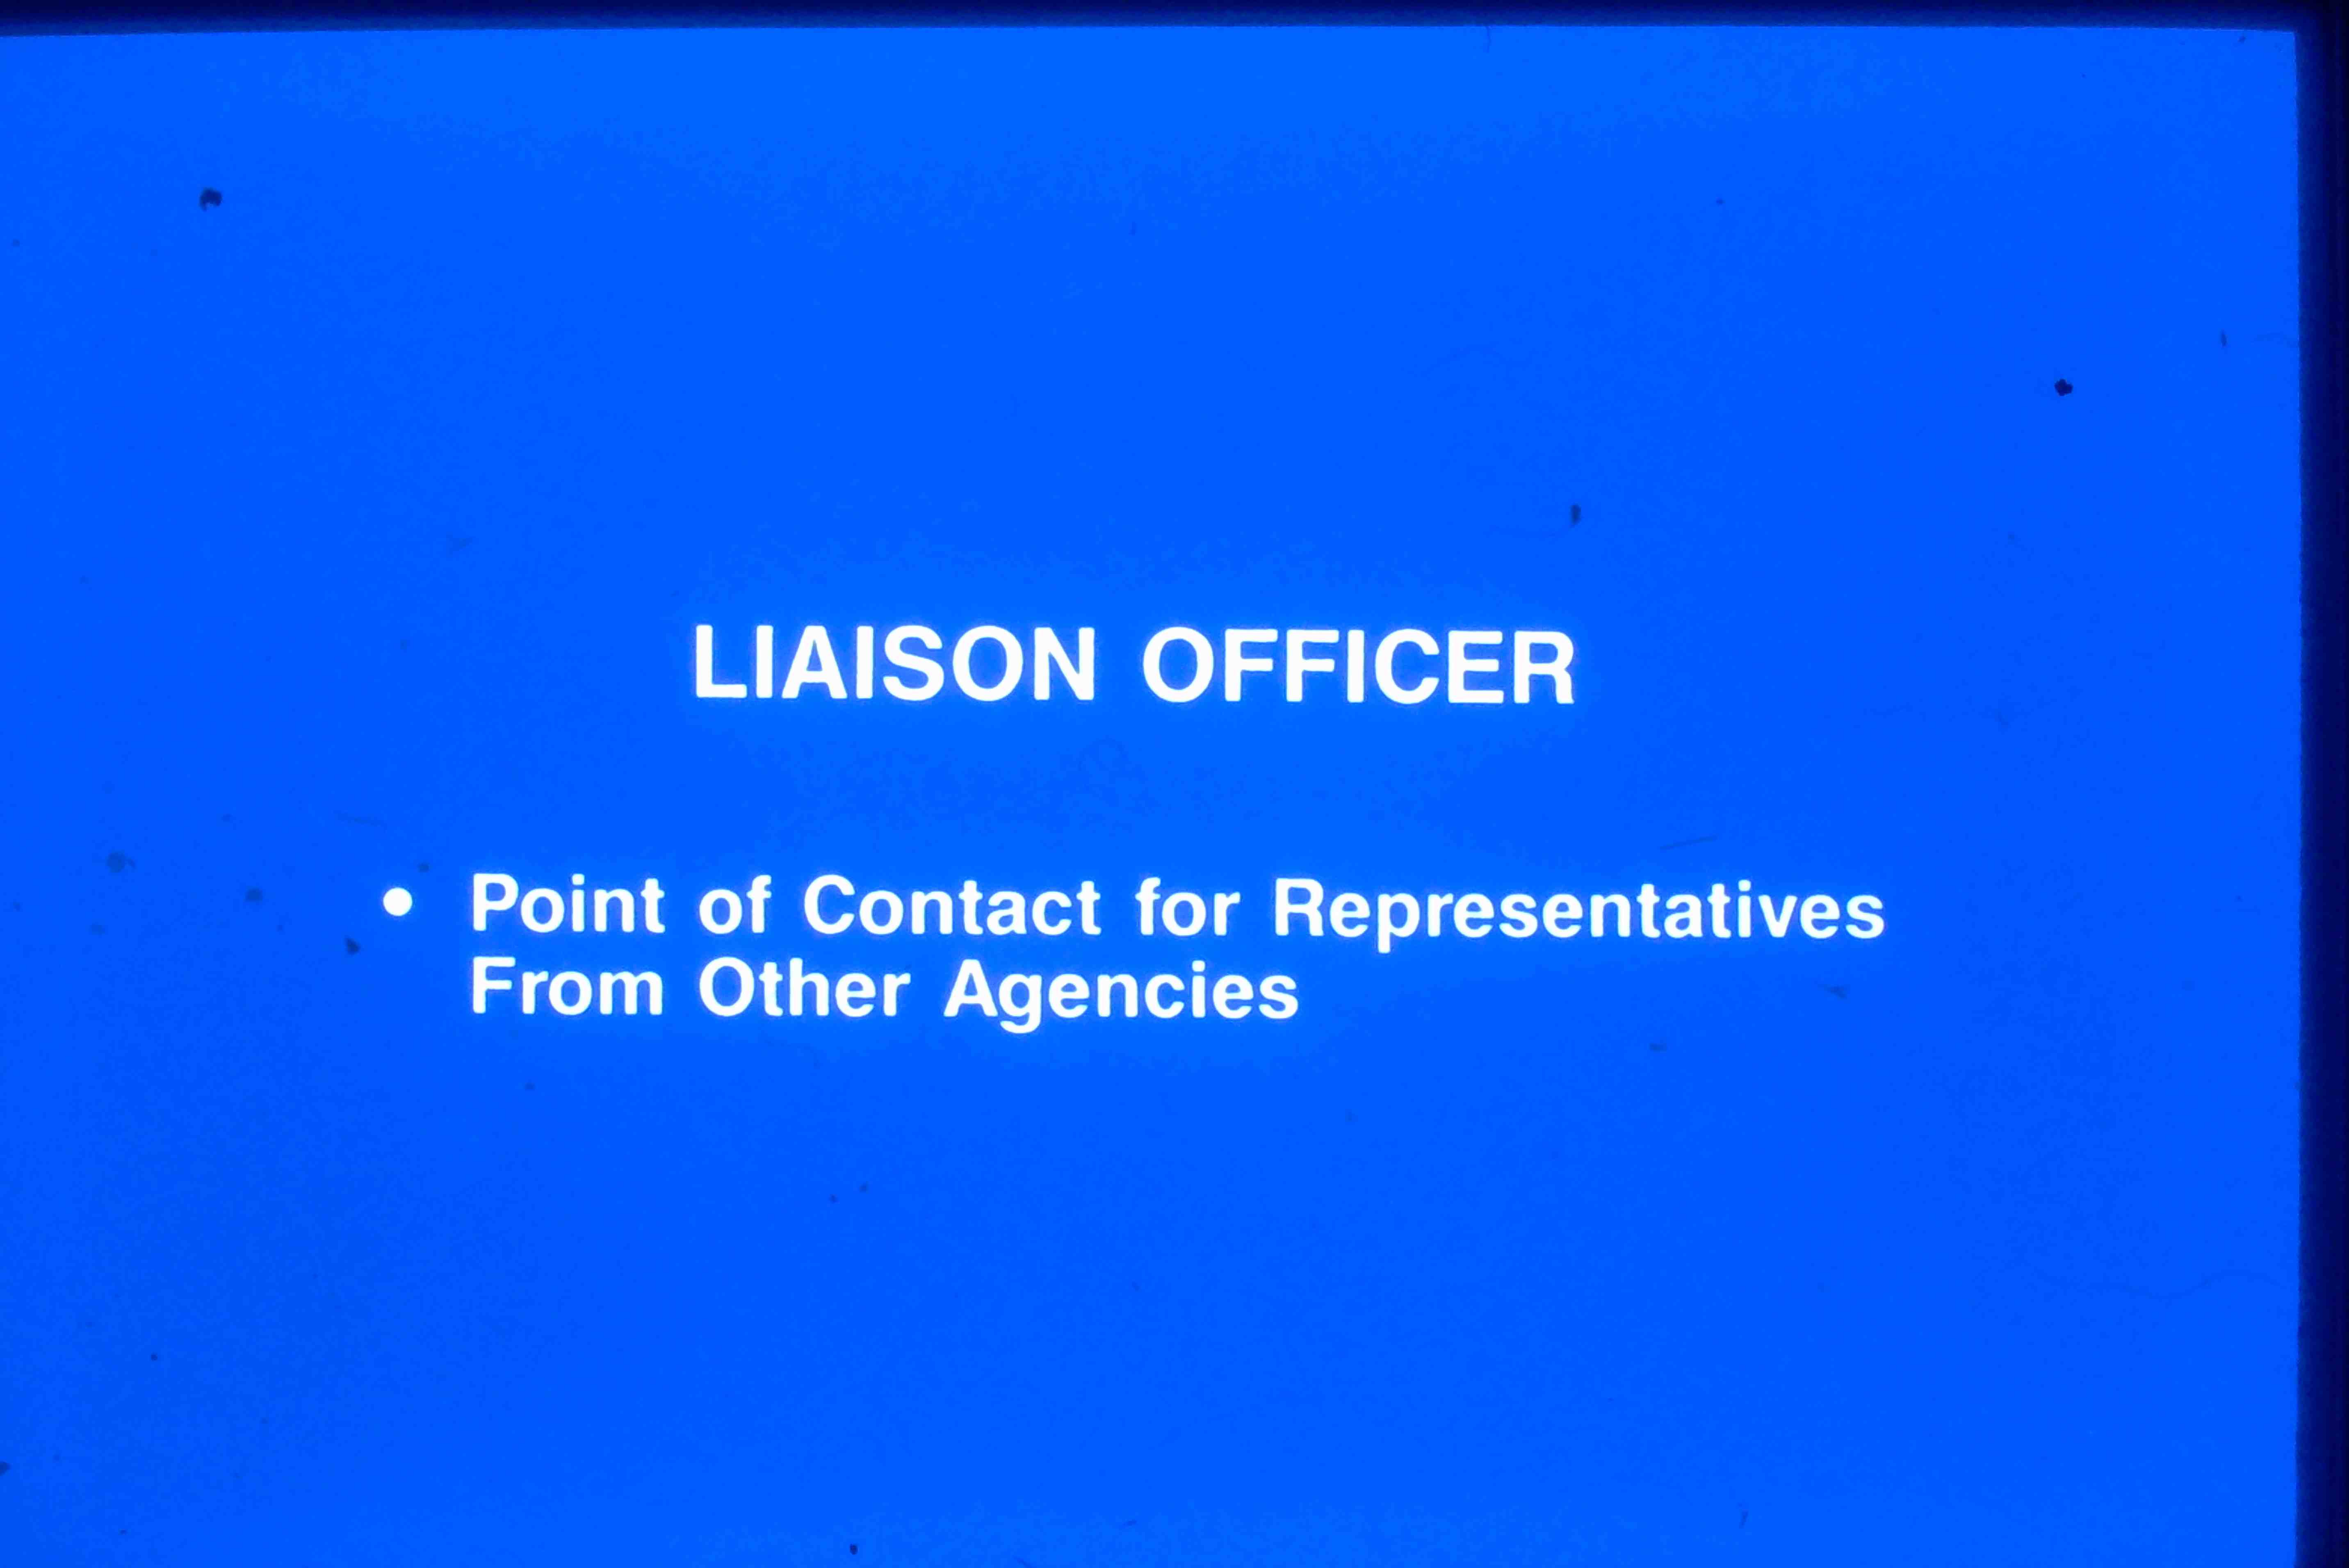 LIAISON OFFICER
• Point of Contact for Representatives
From Other Agencies